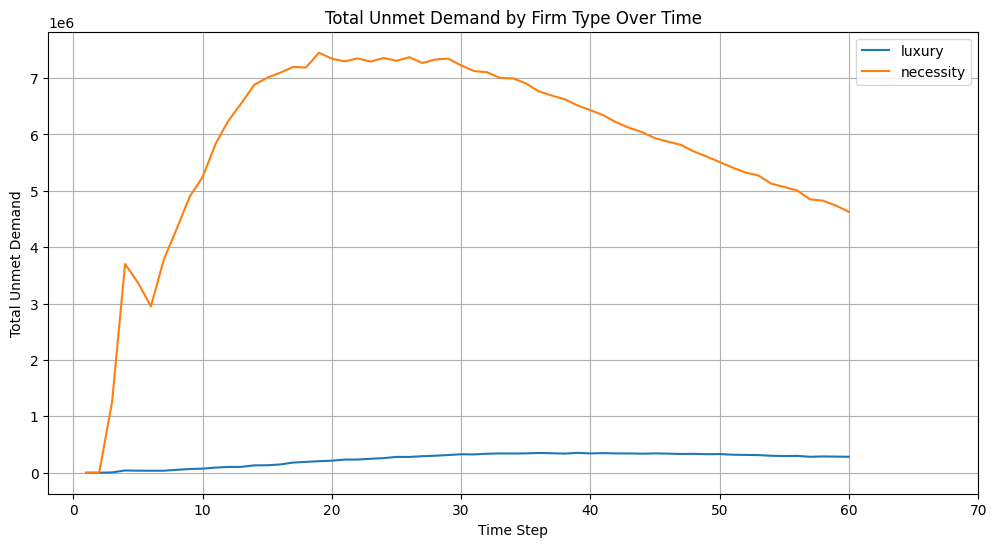 Total Unmet Demand by Firm Type Over Time
1e6
luxury
necessity
7
6
5
4
3
2
1
0
Total Unmet Demand
0 10 20 30 40 50 60 70
Time Step